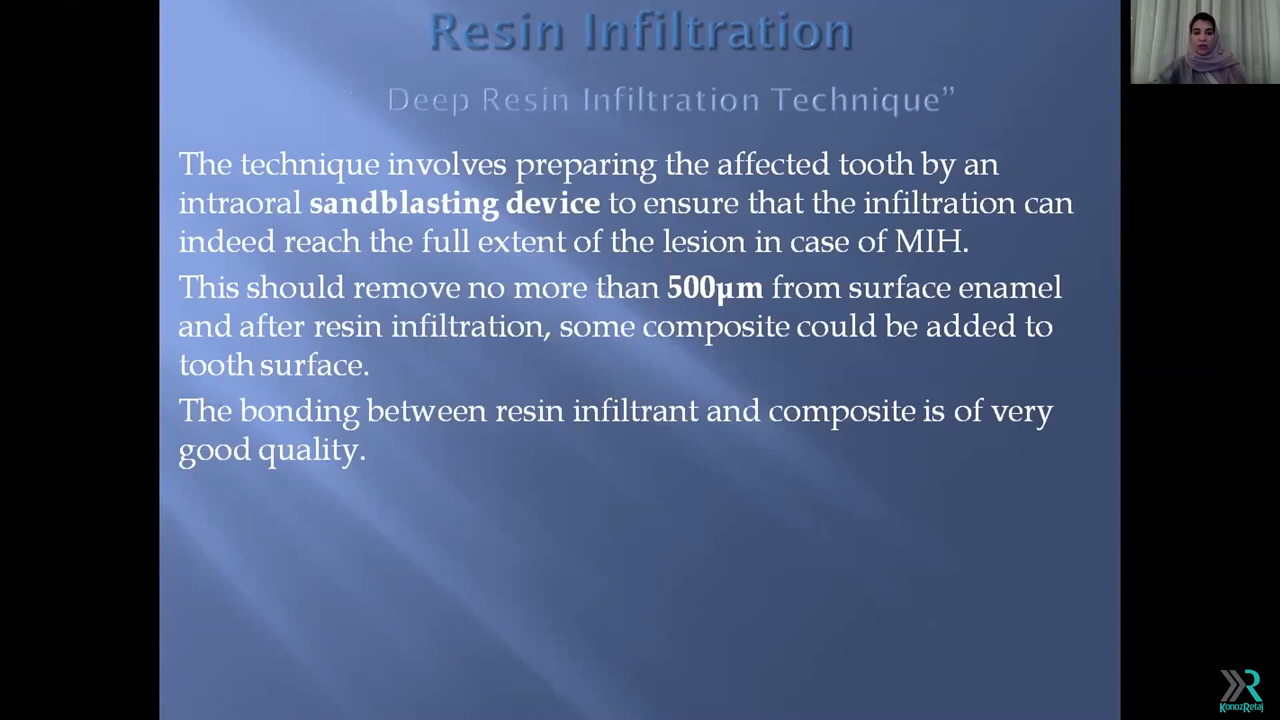 Resin Infiltration
Deep Resin Infiltration Technique”
The technique involves preparing the affected tooth by an
intraoral sandblasting device to ensure that the infiltration can
indeed reach the full extent of the lesion in case of MIH.
This should remove no more than 500µm from surface enamel
and after resin infiltration, some composite could be added to
tooth surface.
The bonding between resin infiltrant and composite is of very
good quality.
KonozRetaj